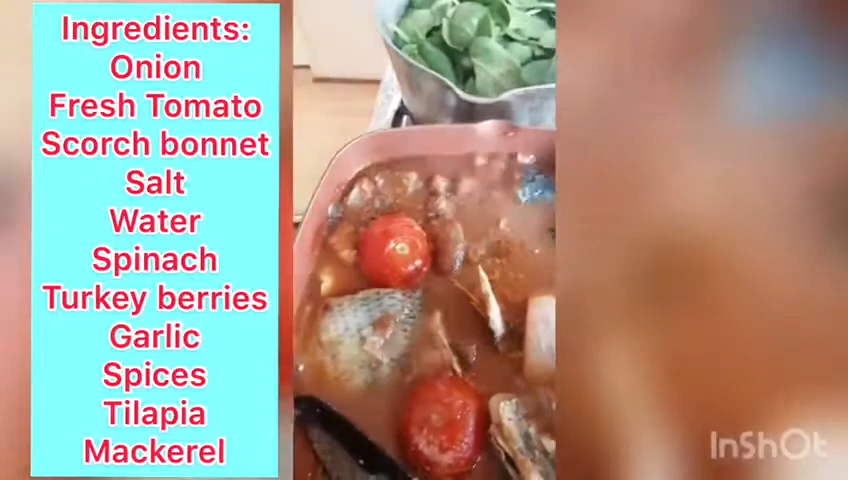 Ingredients:
Onion
Fresh Tomato
Scorch bonnet
Salt
Water
Spinach
Turkey berries
Garlic
Spices
Tilapia
Mackerel
InShOt